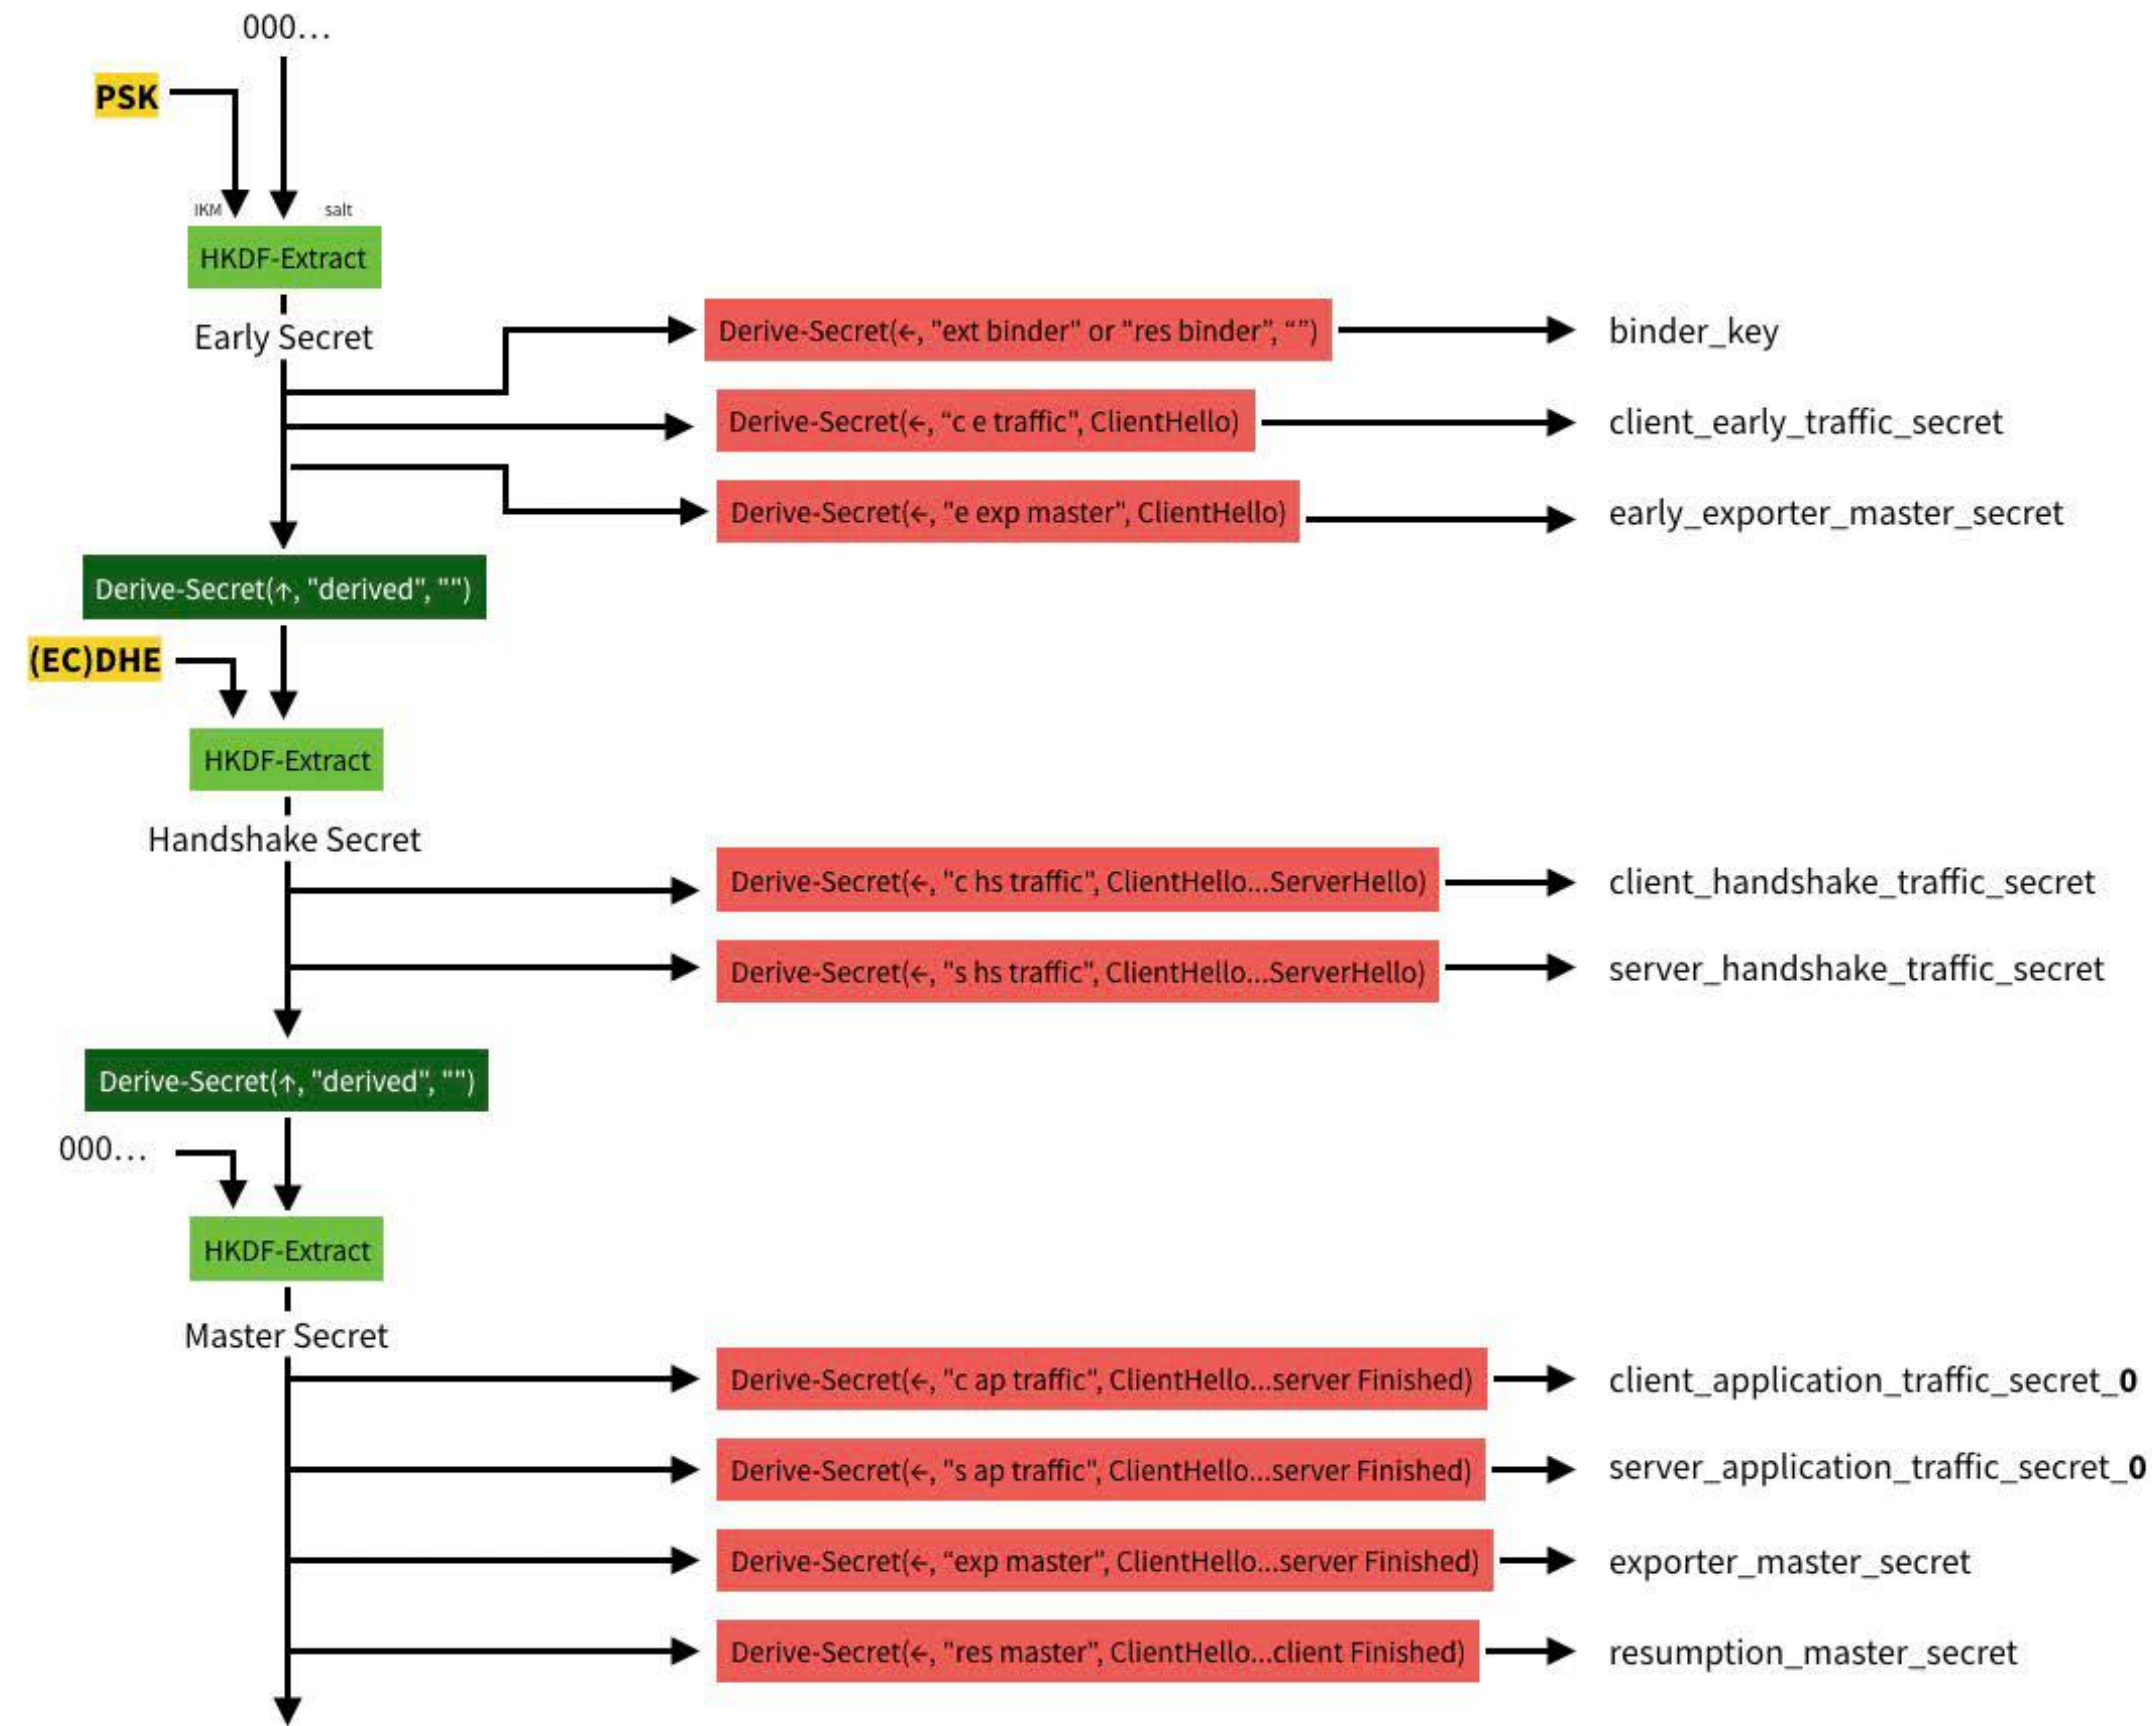 000…
PSK
IKM salt
HKDF-Extract
Early Secret
Derive-Secret(←, "ext binder" or "res binder", “”)
binder_key
Derive-Secret(←, “c e traffic", ClientHello)
client_early_traffic_secret
Derive-Secret(←, "e exp master", ClientHello)
early_exporter_master_secret
Derive-Secret(↑, "derived", "")
(EC)DHE
HKDF-Extract
Handshake Secret
Derive-Secret(←, "c hs traffic", ClientHello...ServerHello)
client_handshake_traffic_secret
Derive-Secret(←, "s hs traffic", ClientHello...ServerHello)
server_handshake_traffic_secret
Derive-Secret(↑, "derived", "")
000…
HKDF-Extract
Master Secret
Derive-Secret(←, "c ap traffic", ClientHello...server Finished)
client_application_traffic_secret_0
Derive-Secret(←, "s ap traffic", ClientHello...server Finished)
server_application_traffic_secret_0
Derive-Secret(←, “exp master", ClientHello...server Finished)
exporter_master_secret
Derive-Secret(←, "res master", ClientHello...client Finished)
resumption_master_secret